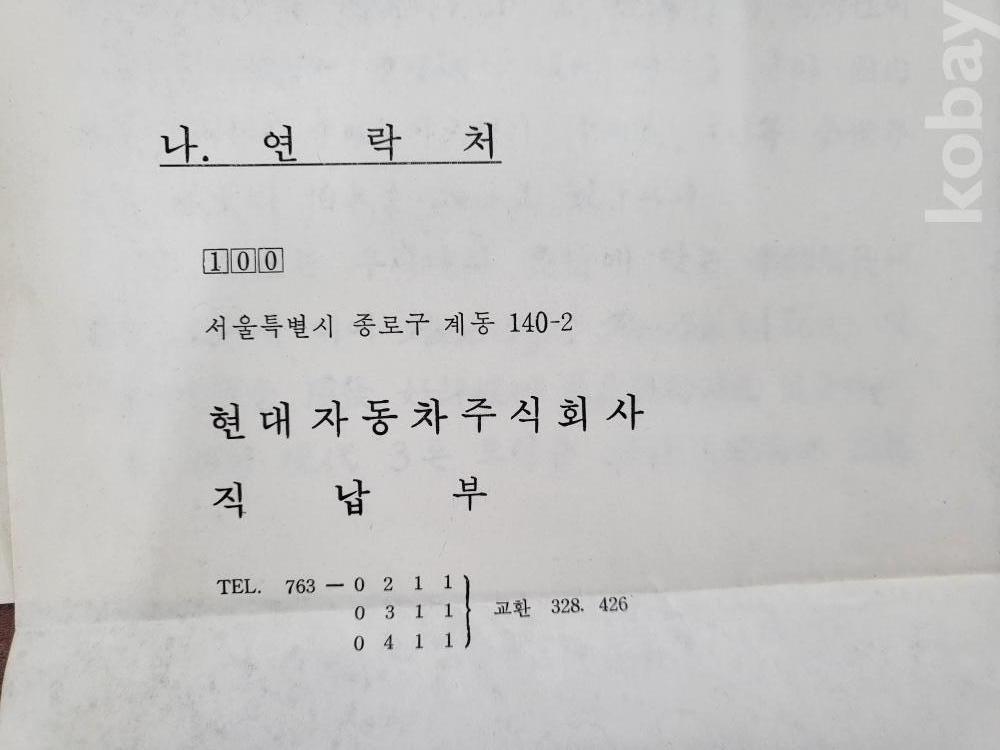 나. 연 락 처
100
서울특별시 종로구 계동 140-2
현대자동차주식회사
직 납 부
TEL. 763 - 0 2 1 1
0 3 1 1
0 4 1 1
교환 328. 426
kobay